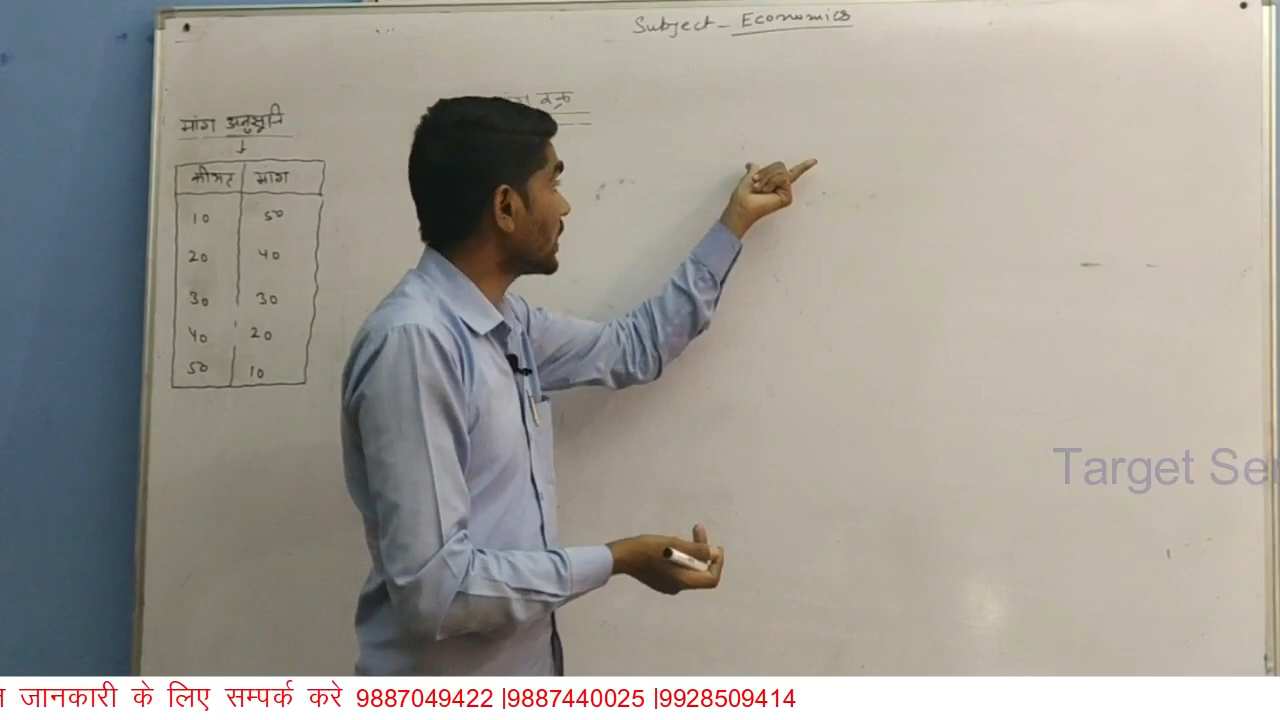 Subject - Economics
वक्र
मांग अनुसूचि
कीमत मांग
10 50
20 40
30 30
40 20
50 10
Target
जानकारी के लिए सम्पर्क करे 9887049422 |9887440025 |9928509414